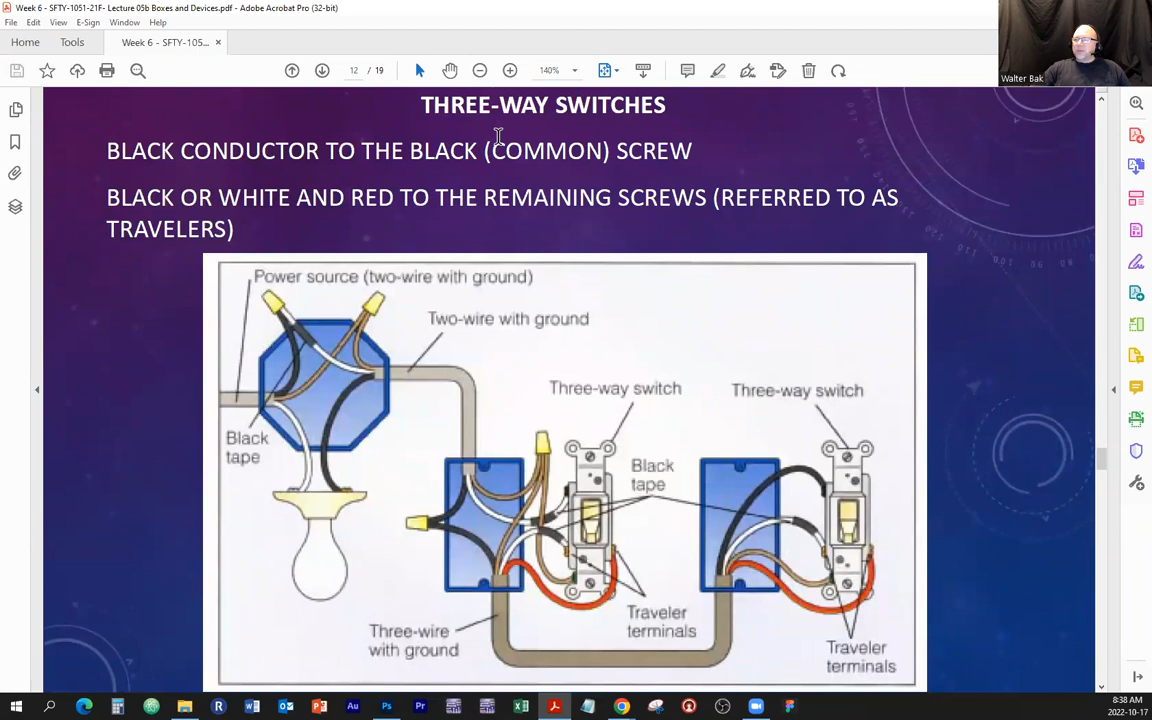 Week 6 - SFTY-1051-21F- Lecture 05b Boxes and Devices.pdf - Adobe Acrobat Pro (32-bit)
File Edit View E-Sign Window Help
Home Tools Week 6 - SFTY-105... ×
12 / 19 140%
Walter Bak
THREE-WAY SWITCHES
BLACK CONDUCTOR TO THE BLACK (COMMON) SCREW
BLACK OR WHITE AND RED TO THE REMAINING SCREWS (REFERRED TO AS
TRAVELERS)
Power source (two-wire with ground)
Two-wire with ground
Three-way switch
Three-way switch
Black
tape
Black
tape
Traveler
terminals
Three-wire
with ground
Traveler
terminals
8:38 AM
2022-10-17